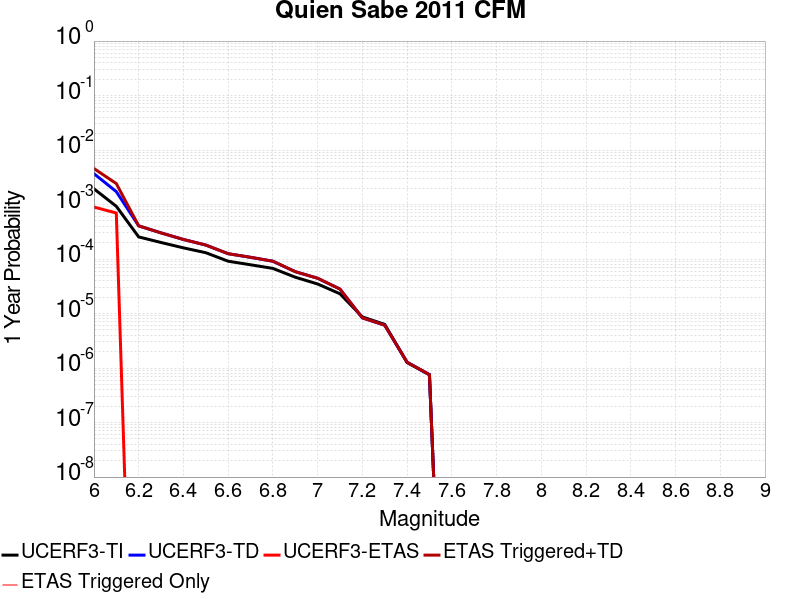 Quien Sabe 2011 CFM
10^0
10^-1
10^-2
10^-3
10^-4
10^-5
10^-6
10^-7
10^-8
1 Year Probability
6 6.2 6.4 6.6 6.8 7 7.2 7.4 7.6 7.8 8 8.2 8.4 8.6 8.8 9
Magnitude
UCERF3-TI UCERF3-TD UCERF3-ETAS ETAS Triggered+TD
ETAS Triggered Only